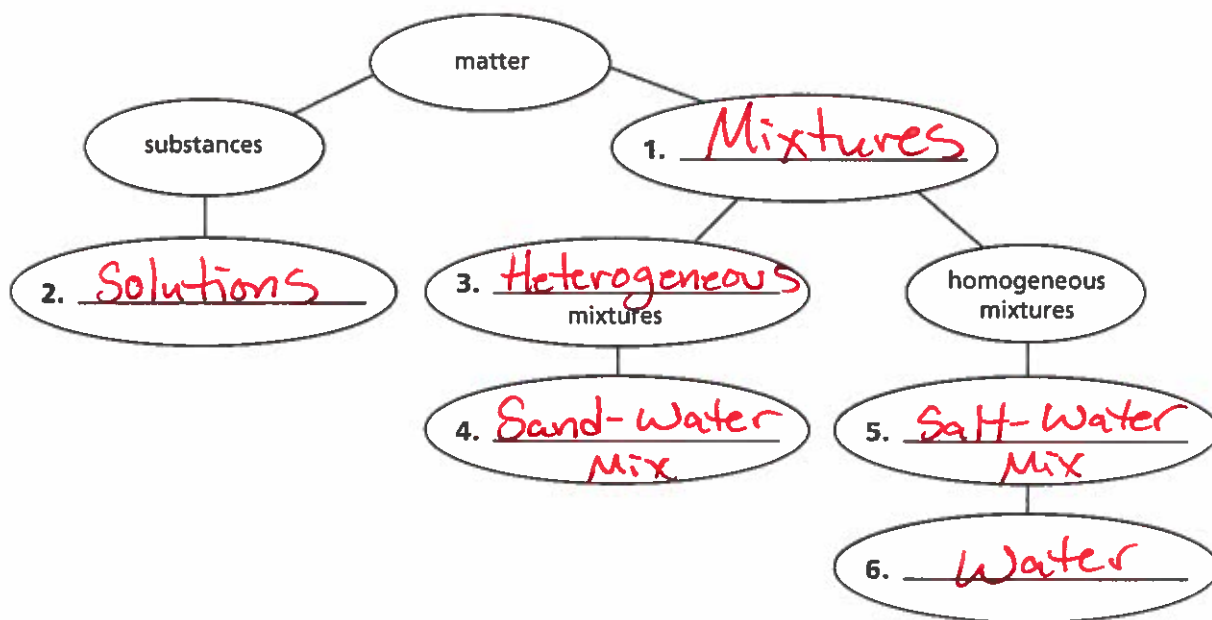 matter
substances
1. Mixtures
2. Solutions
3. Heterogeneous
mixtures
homogeneous
mixtures
4. Sand-Water
Mix
5. Salt-Water
Mix
6. Water